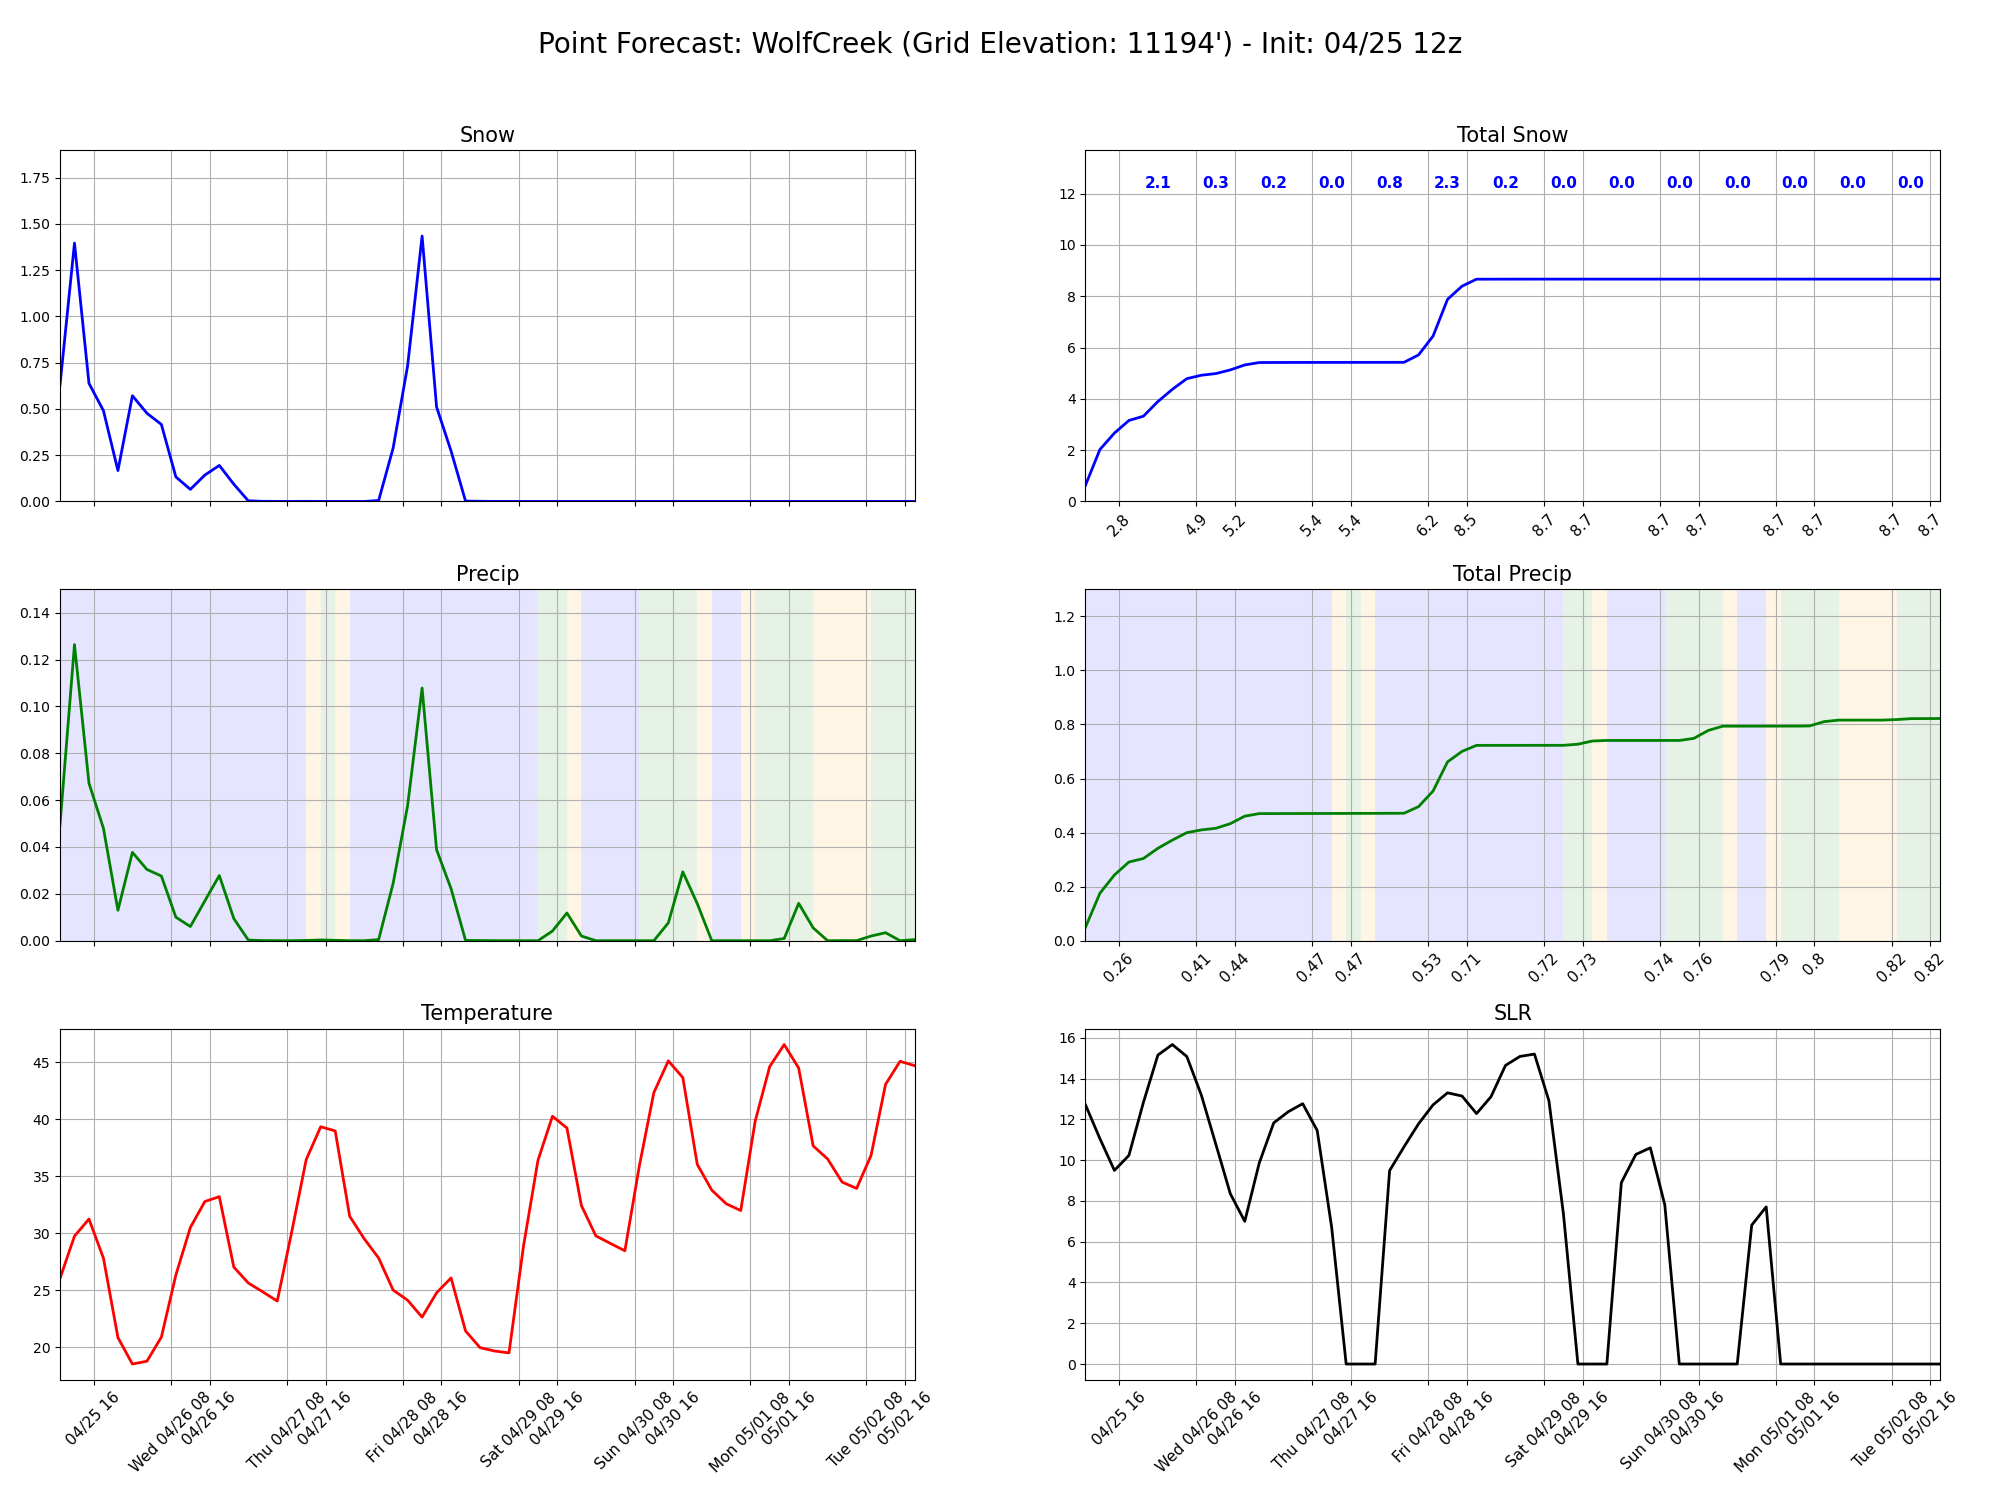 Point Forecast: WolfCreek (Grid Elevation: 11194') - Init: 04/25 12z
Snow
1.75
1.50
1.25
1.00
0.75
0.50
0.25
0.00
Total Snow
2.1 0.3 0.2 0.0 0.8 2.3 0.2 0.0 0.0 0.0 0.0 0.0 0.0 0.0
12
10
8
6
4
2
0
2.8 4.9 5.2 5.4 5.4 6.2 8.5 8.7 8.7 8.7 8.7 8.7 8.7 8.7 8.7
Precip
0.14
0.12
0.10
0.08
0.06
0.04
0.02
0.00
Total Precip
1.2
1.0
0.8
0.6
0.4
0.2
0.0
0.26 0.41 0.44 0.47 0.47 0.53 0.71 0.72 0.73 0.74 0.76 0.79 0.8 0.82 0.82
Temperature
45
40
35
30
25
20
04/25 16
Wed 04/26 08
04/26 16
Thu 04/27 08
04/27 16
Fri 04/28 08
04/28 16
Sat 04/29 08
04/29 16
Sun 04/30 08
04/30 16
Mon 05/01 08
05/01 16
Tue 05/02 08
05/02 16
SLR
16
14
12
10
8
6
4
2
0
04/25 16
Wed 04/26 08
04/26 16
Thu 04/27 08
04/27 16
Fri 04/28 08
04/28 16
Sat 04/29 08
04/29 16
Sun 04/30 08
04/30 16
Mon 05/01 08
05/01 16
Tue 05/02 08
05/02 16